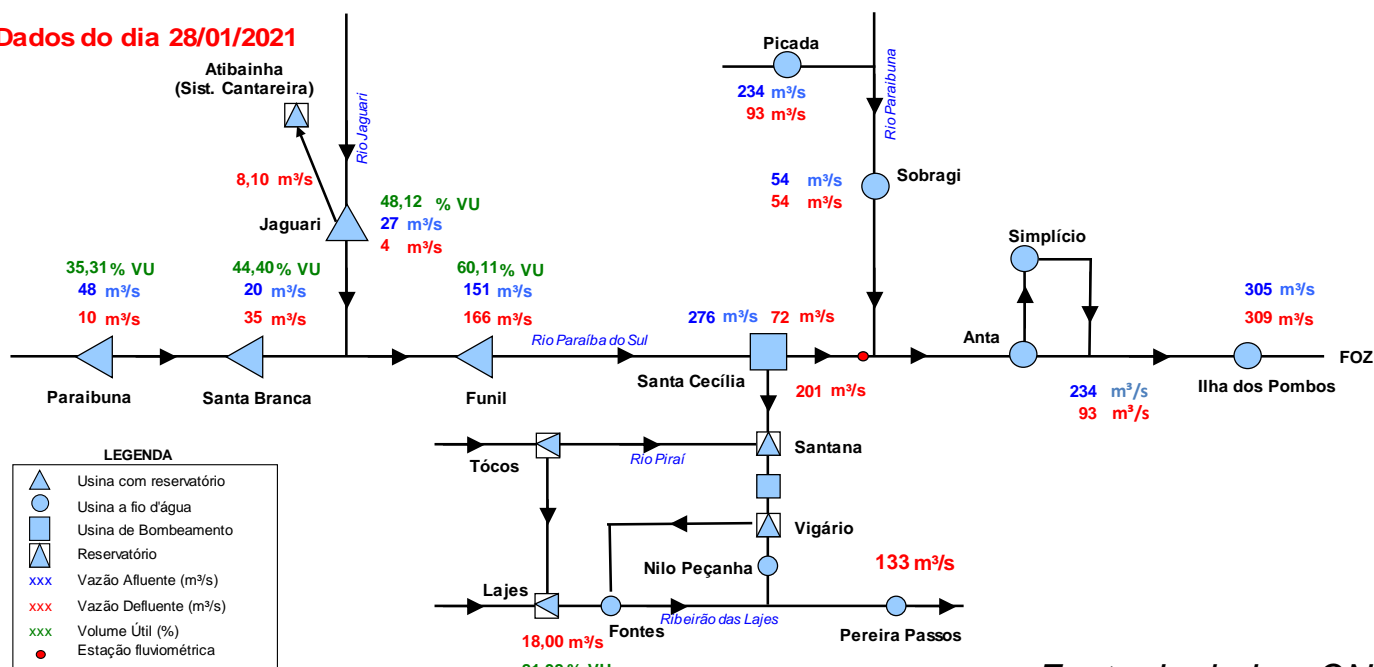 Dados do dia 28/01/2021
Atibainha
(Sist. Cantareira)
Rio Jaguari
8,10 m³/s
Jaguari
48,12 % VU
27 m³/s
4 m³/s
Picada
234 m³/s
93 m³/s
Rio Paraibuna
54 m³/s
54 m³/s
Sobragi
Simplício
35,31% VU
48 m³/s
10 m³/s
Paraibuna
44,40% VU
20 m³/s
35 m³/s
Santa Branca
60,11% VU
151 m³/s
166 m³/s
Funil
Rio Paraíba do Sul
276 m³/s 72 m³/s
Santa Cecília
201 m³/s
Anta
234 m³/s
93 m³/s
305 m³/s
309 m³/s
Ilha dos Pombos
FOZ
Tócos
Rio Piraí
Santana
Vigário
Nilo Peçanha
133 m³/s
Lajes
Fontes
Ribeirão das Lajes
Pereira Passos
18,00 m³/s
LEGENDA
Usina com reservatório
Usina a fio d'água
Usina de Bombeamento
Reservatório
xxx Vazão Afluente (m³/s)
xxx Vazão Defluente (m³/s)
xxx Volume Útil (%)
Estação fluviométrica